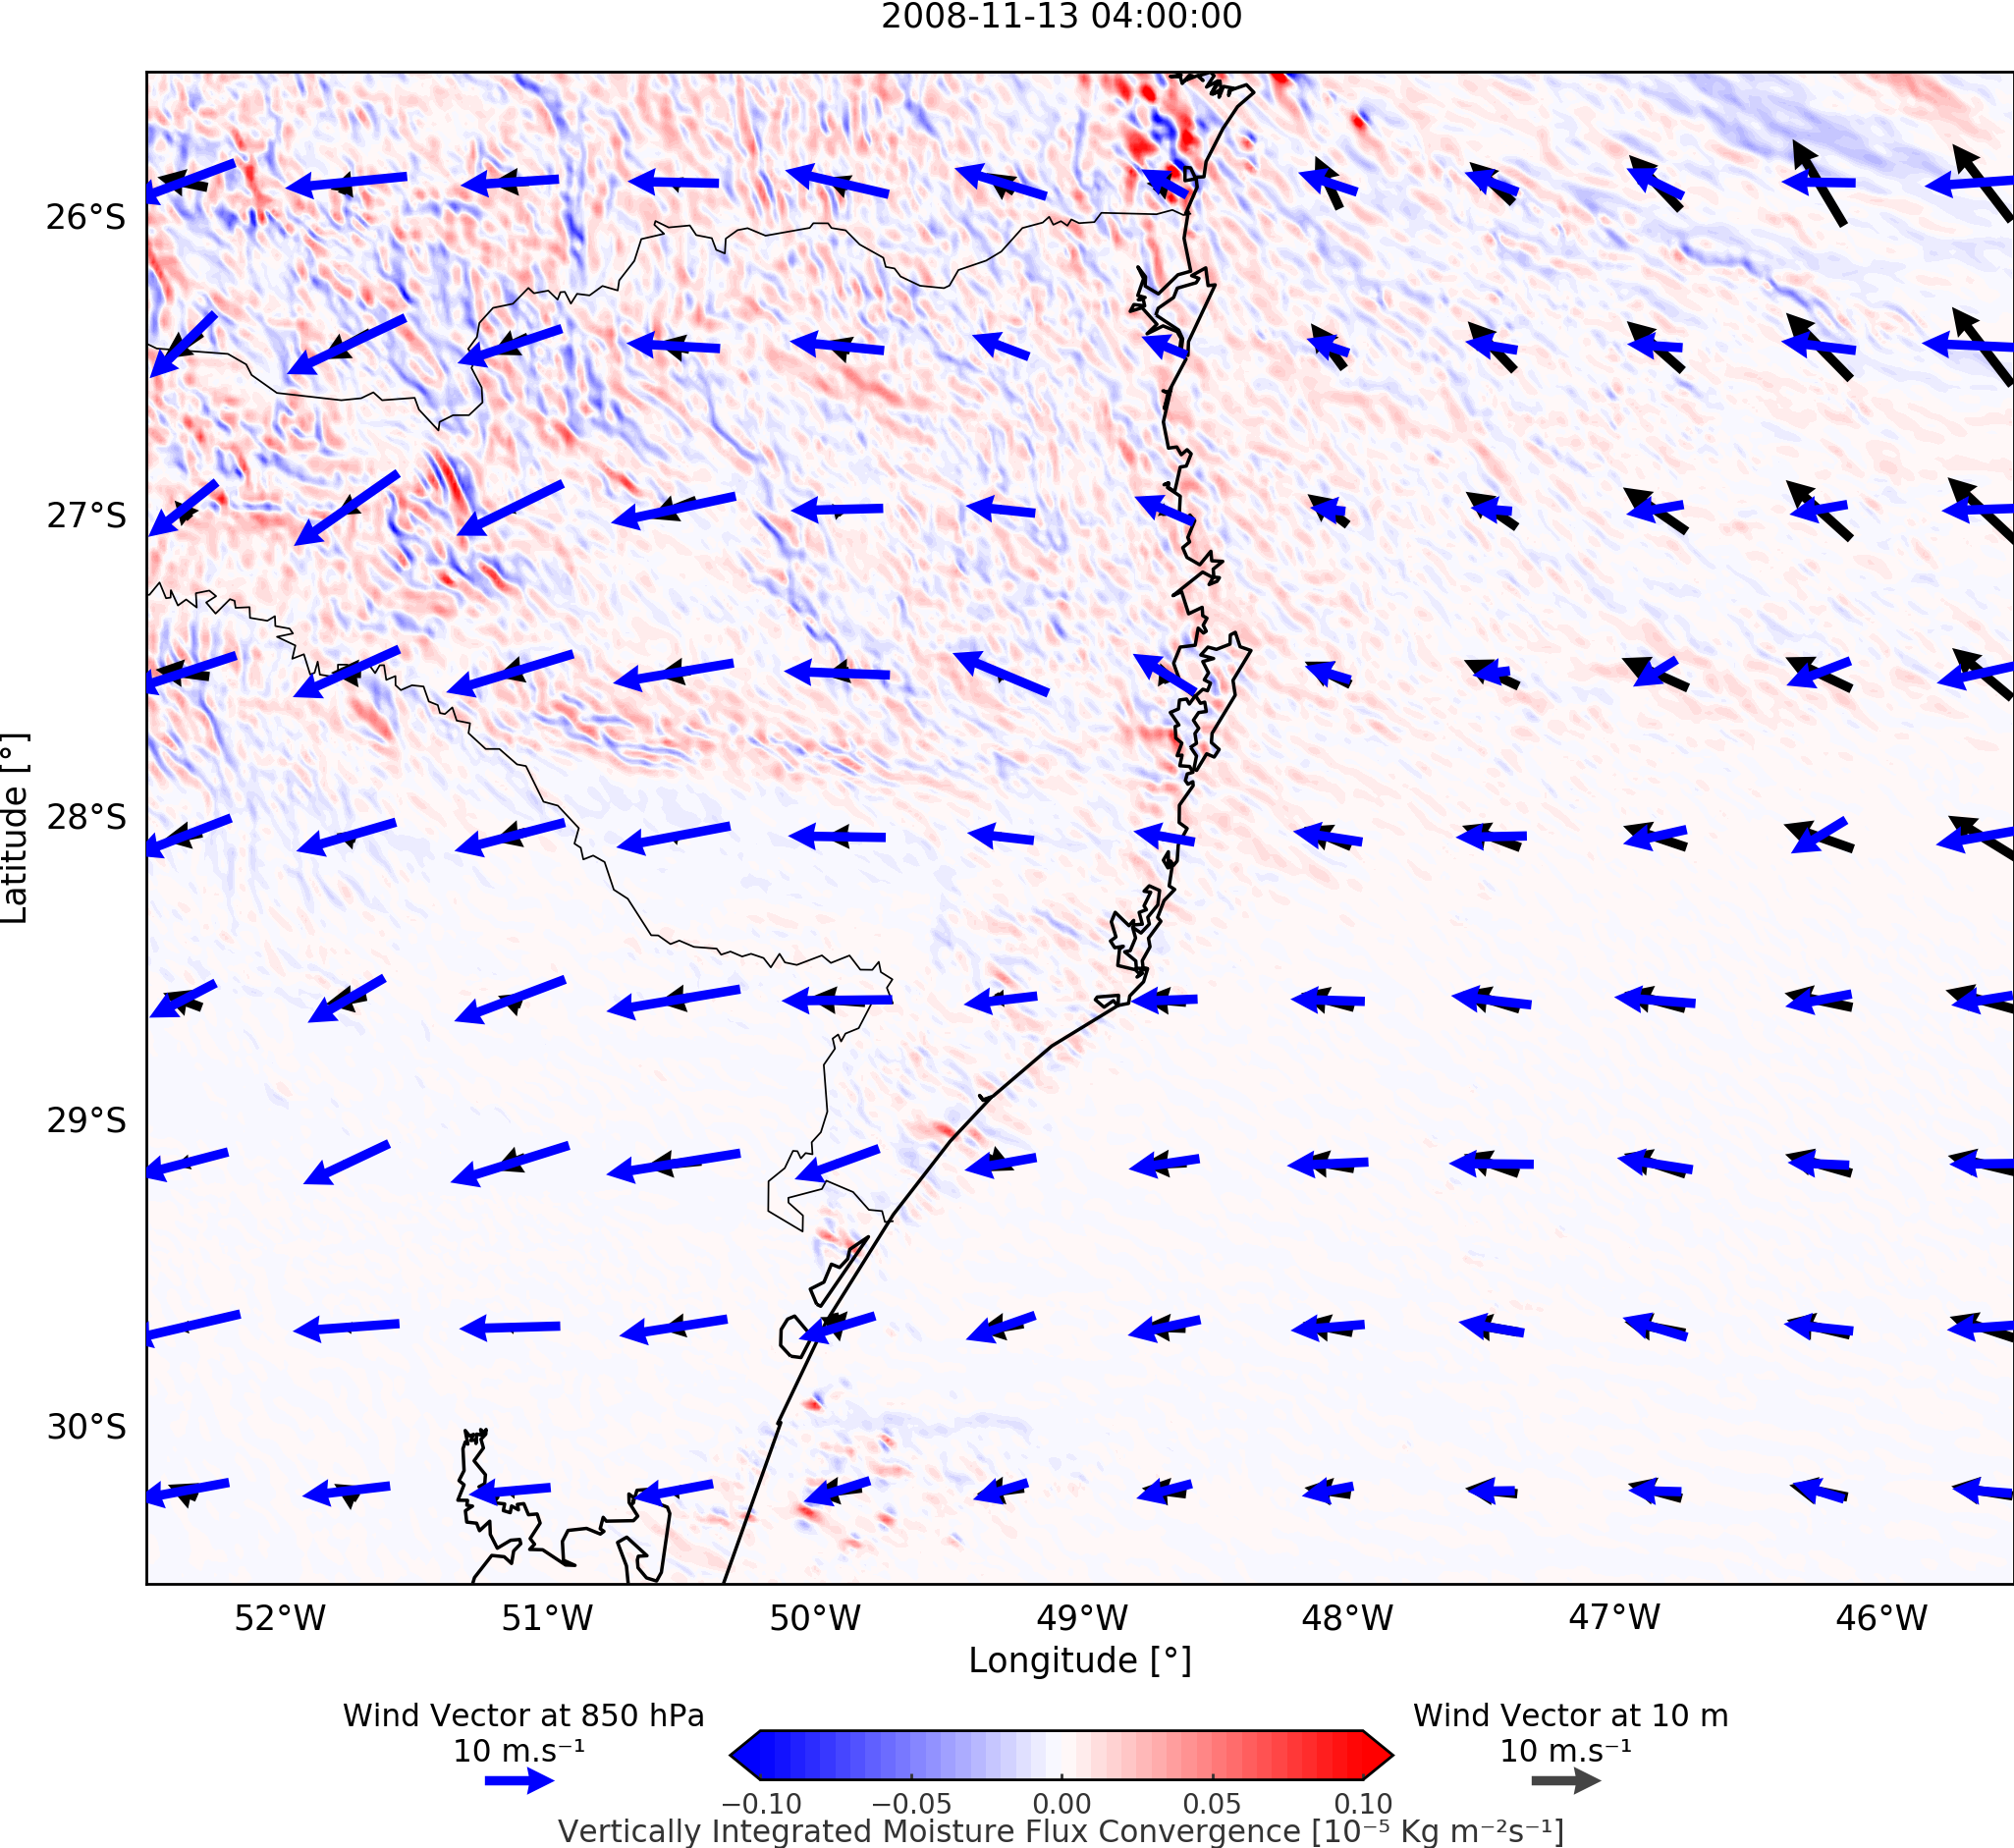 2008-11-13 04:00:00
26°S
27°S
28°S
29°S
30°S
Latitude [°]
52°W 51°W 50°W 49°W 48°W 47°W 46°W
Longitude [°]
Wind Vector at 850 hPa
10 m.s⁻¹
Wind Vector at 10 m
10 m.s⁻¹
−0.10 −0.05 0.00 0.05 0.10
Vertically Integrated Moisture Flux Convergence [10⁻⁵ Kg m⁻²s⁻¹]